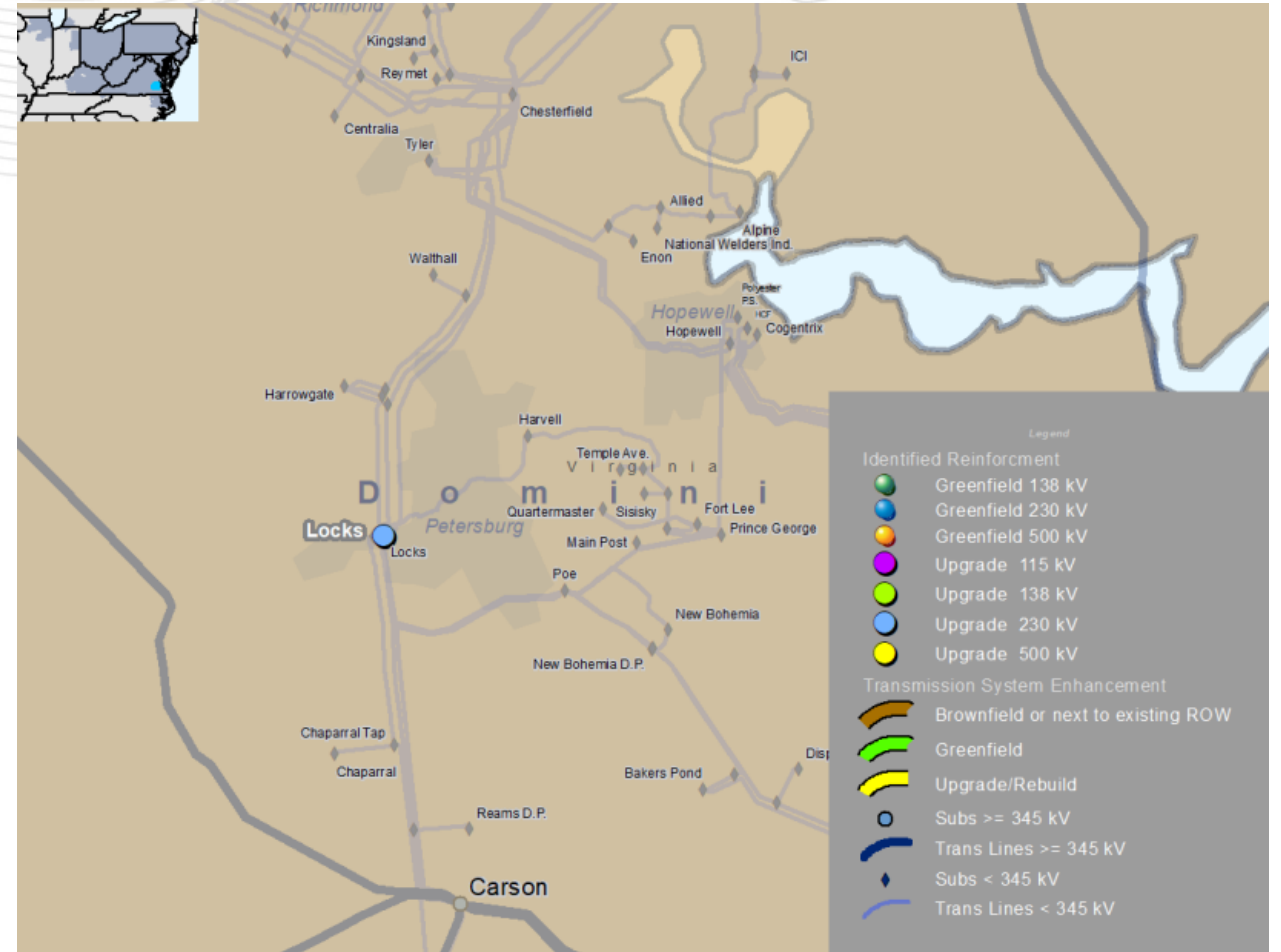 Richmond
Kingsland
Reymet
ICI
Chesterfield
Centralia
Tyler
Allied
Alpine
National Welders Ind.
Enon
Walthall
Polyester
P.S.
HCF
Hopewell
Hopewell
Cogentrix
Harrowgate
Harvell
Temple Ave.
Virginia
Domini
Quartermaster
Sisisky
Fort Lee
Petersburg
Prince George
Locks
Locks
Main Post
Poe
New Bohemia
New Bohemia D.P.
Chaparral Tap
Chaparral
Bakers Pond
Disp
Reams D.P.
Carson
Legend
Identified Reinforcment
Greenfield 138 kV
Greenfield 230 kV
Greenfield 500 kV
Upgrade 115 kV
Upgrade 138 kV
Upgrade 230 kV
Upgrade 500 kV
Transmission System Enhancement
Brownfield or next to existing ROW
Greenfield
Upgrade/Rebuild
Subs >= 345 kV
Trans Lines >= 345 kV
Subs < 345 kV
Trans Lines < 345 kV